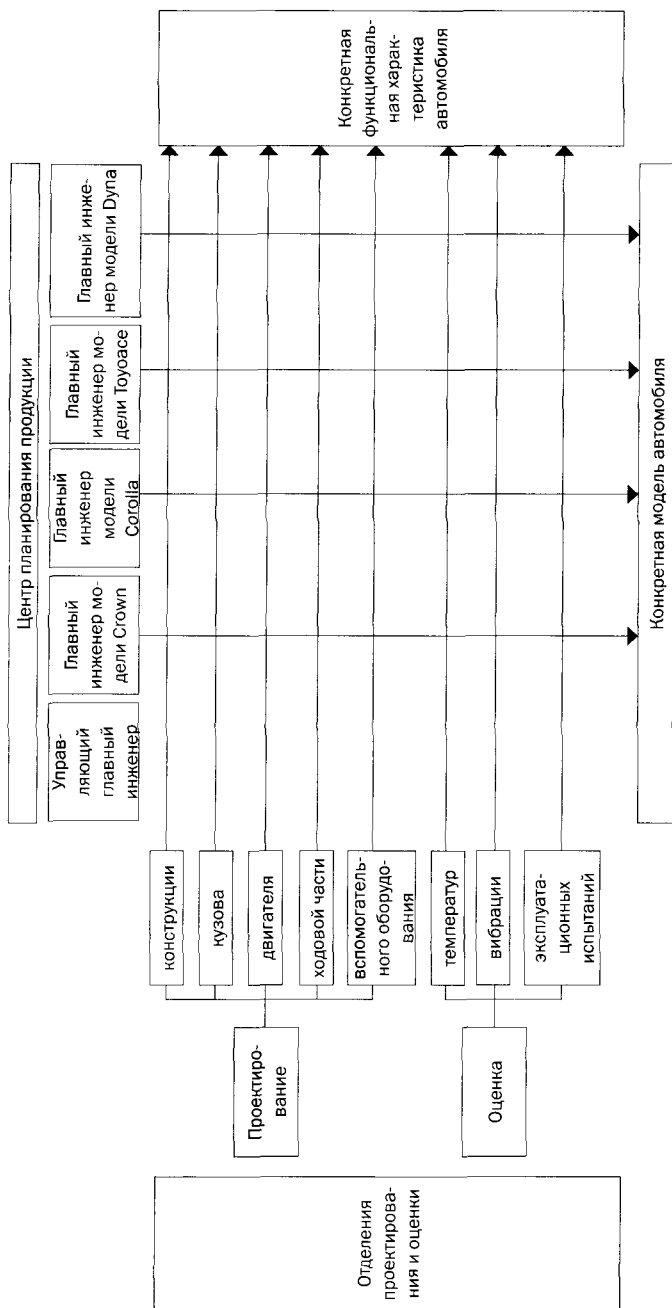 Центр планирования продукции
Управ-
ляющий
главный
инженер
Главный
инженер мо-
дели Crown
Главный
инженер
модели
Corolla
Главный
инженер мо-
дели Toyoace
Главный инже-
нер модели Dyna
Отделения
проектирова-
ния и оценки
Проектиро-
вание
конструкции
кузова
двигателя
ходовой части
вспомогатель-
ного оборудо-
вания
Оценка
температур
вибрации
эксплуата-
ционных
испытаний
Конкретная
функциональ-
ная харак-
теристика
автомобиля
Конкретная модель автомобиля